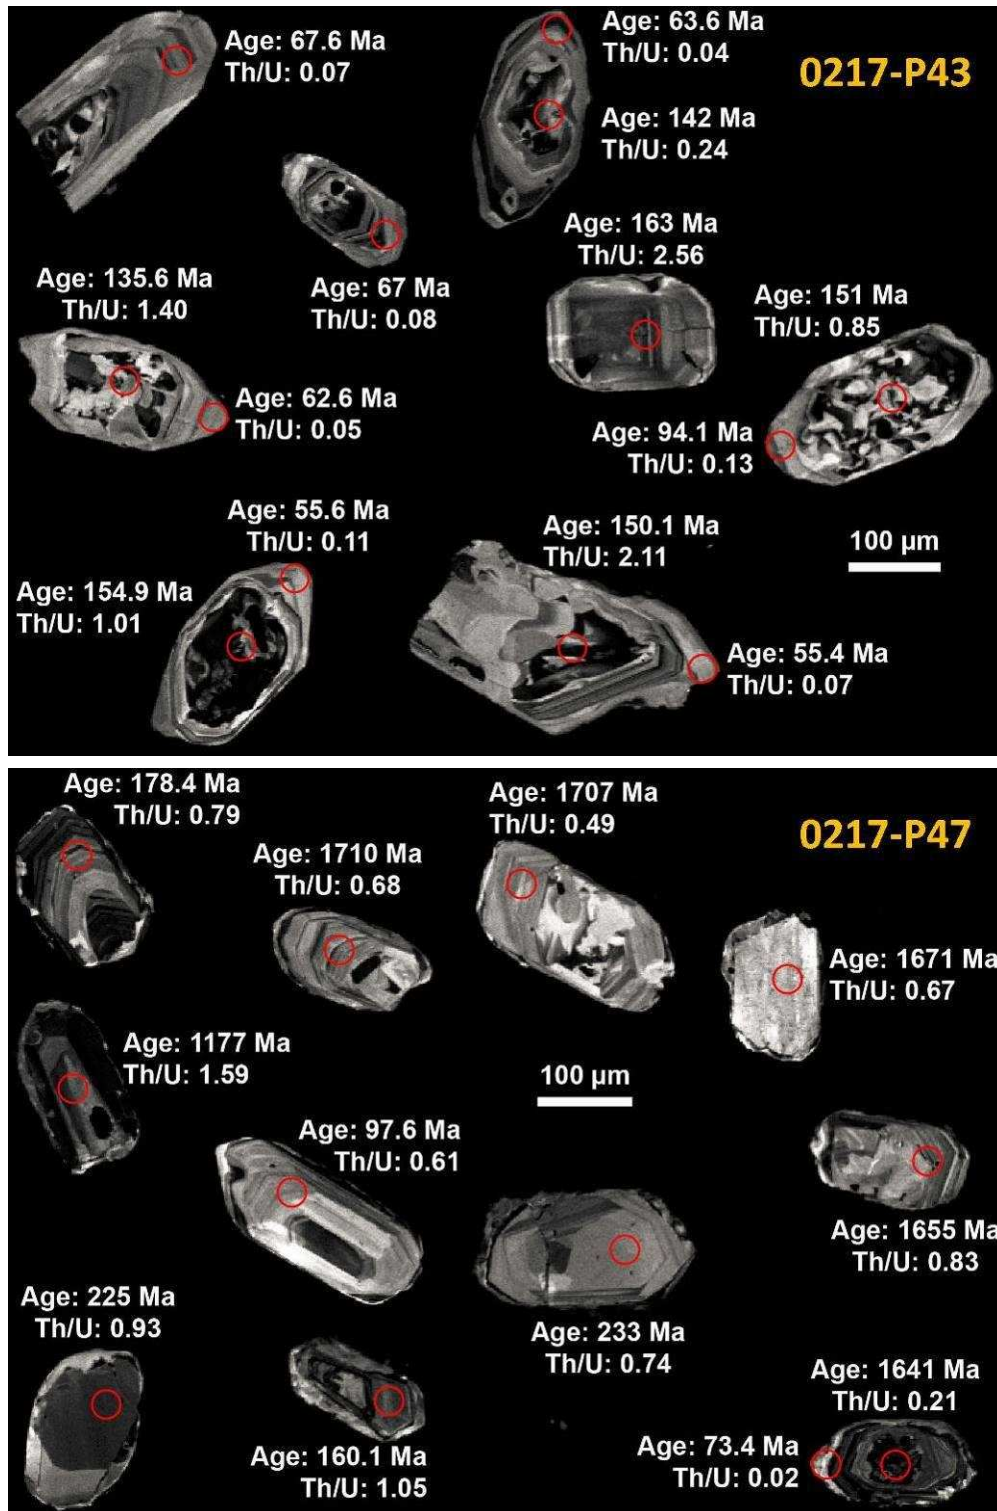 Age: 67.6 Ma
Th/U: 0.07
Age: 63.6 Ma
Th/U: 0.04
0217-P43
Age: 142 Ma
Th/U: 0.24
Age: 163 Ma
Th/U: 2.56
Age: 135.6 Ma
Th/U: 1.40
Age: 67 Ma
Th/U: 0.08
Age: 151 Ma
Th/U: 0.85
Age: 62.6 Ma
Th/U: 0.05
Age: 94.1 Ma
Th/U: 0.13
Age: 55.6 Ma
Th/U: 0.11
Age: 150.1 Ma
Th/U: 2.11
100 µm
Age: 154.9 Ma
Th/U: 1.01
Age: 55.4 Ma
Th/U: 0.07
Age: 178.4 Ma
Th/U: 0.79
Age: 1707 Ma
Th/U: 0.49
0217-P47
Age: 1710 Ma
Th/U: 0.68
Age: 1671 Ma
Th/U: 0.67
Age: 1177 Ma
Th/U: 1.59
100 µm
Age: 97.6 Ma
Th/U: 0.61
Age: 1655 Ma
Th/U: 0.83
Age: 225 Ma
Th/U: 0.93
Age: 233 Ma
Th/U: 0.74
Age: 1641 Ma
Th/U: 0.21
Age: 73.4 Ma
Th/U: 0.02
Age: 160.1 Ma
Th/U: 1.05